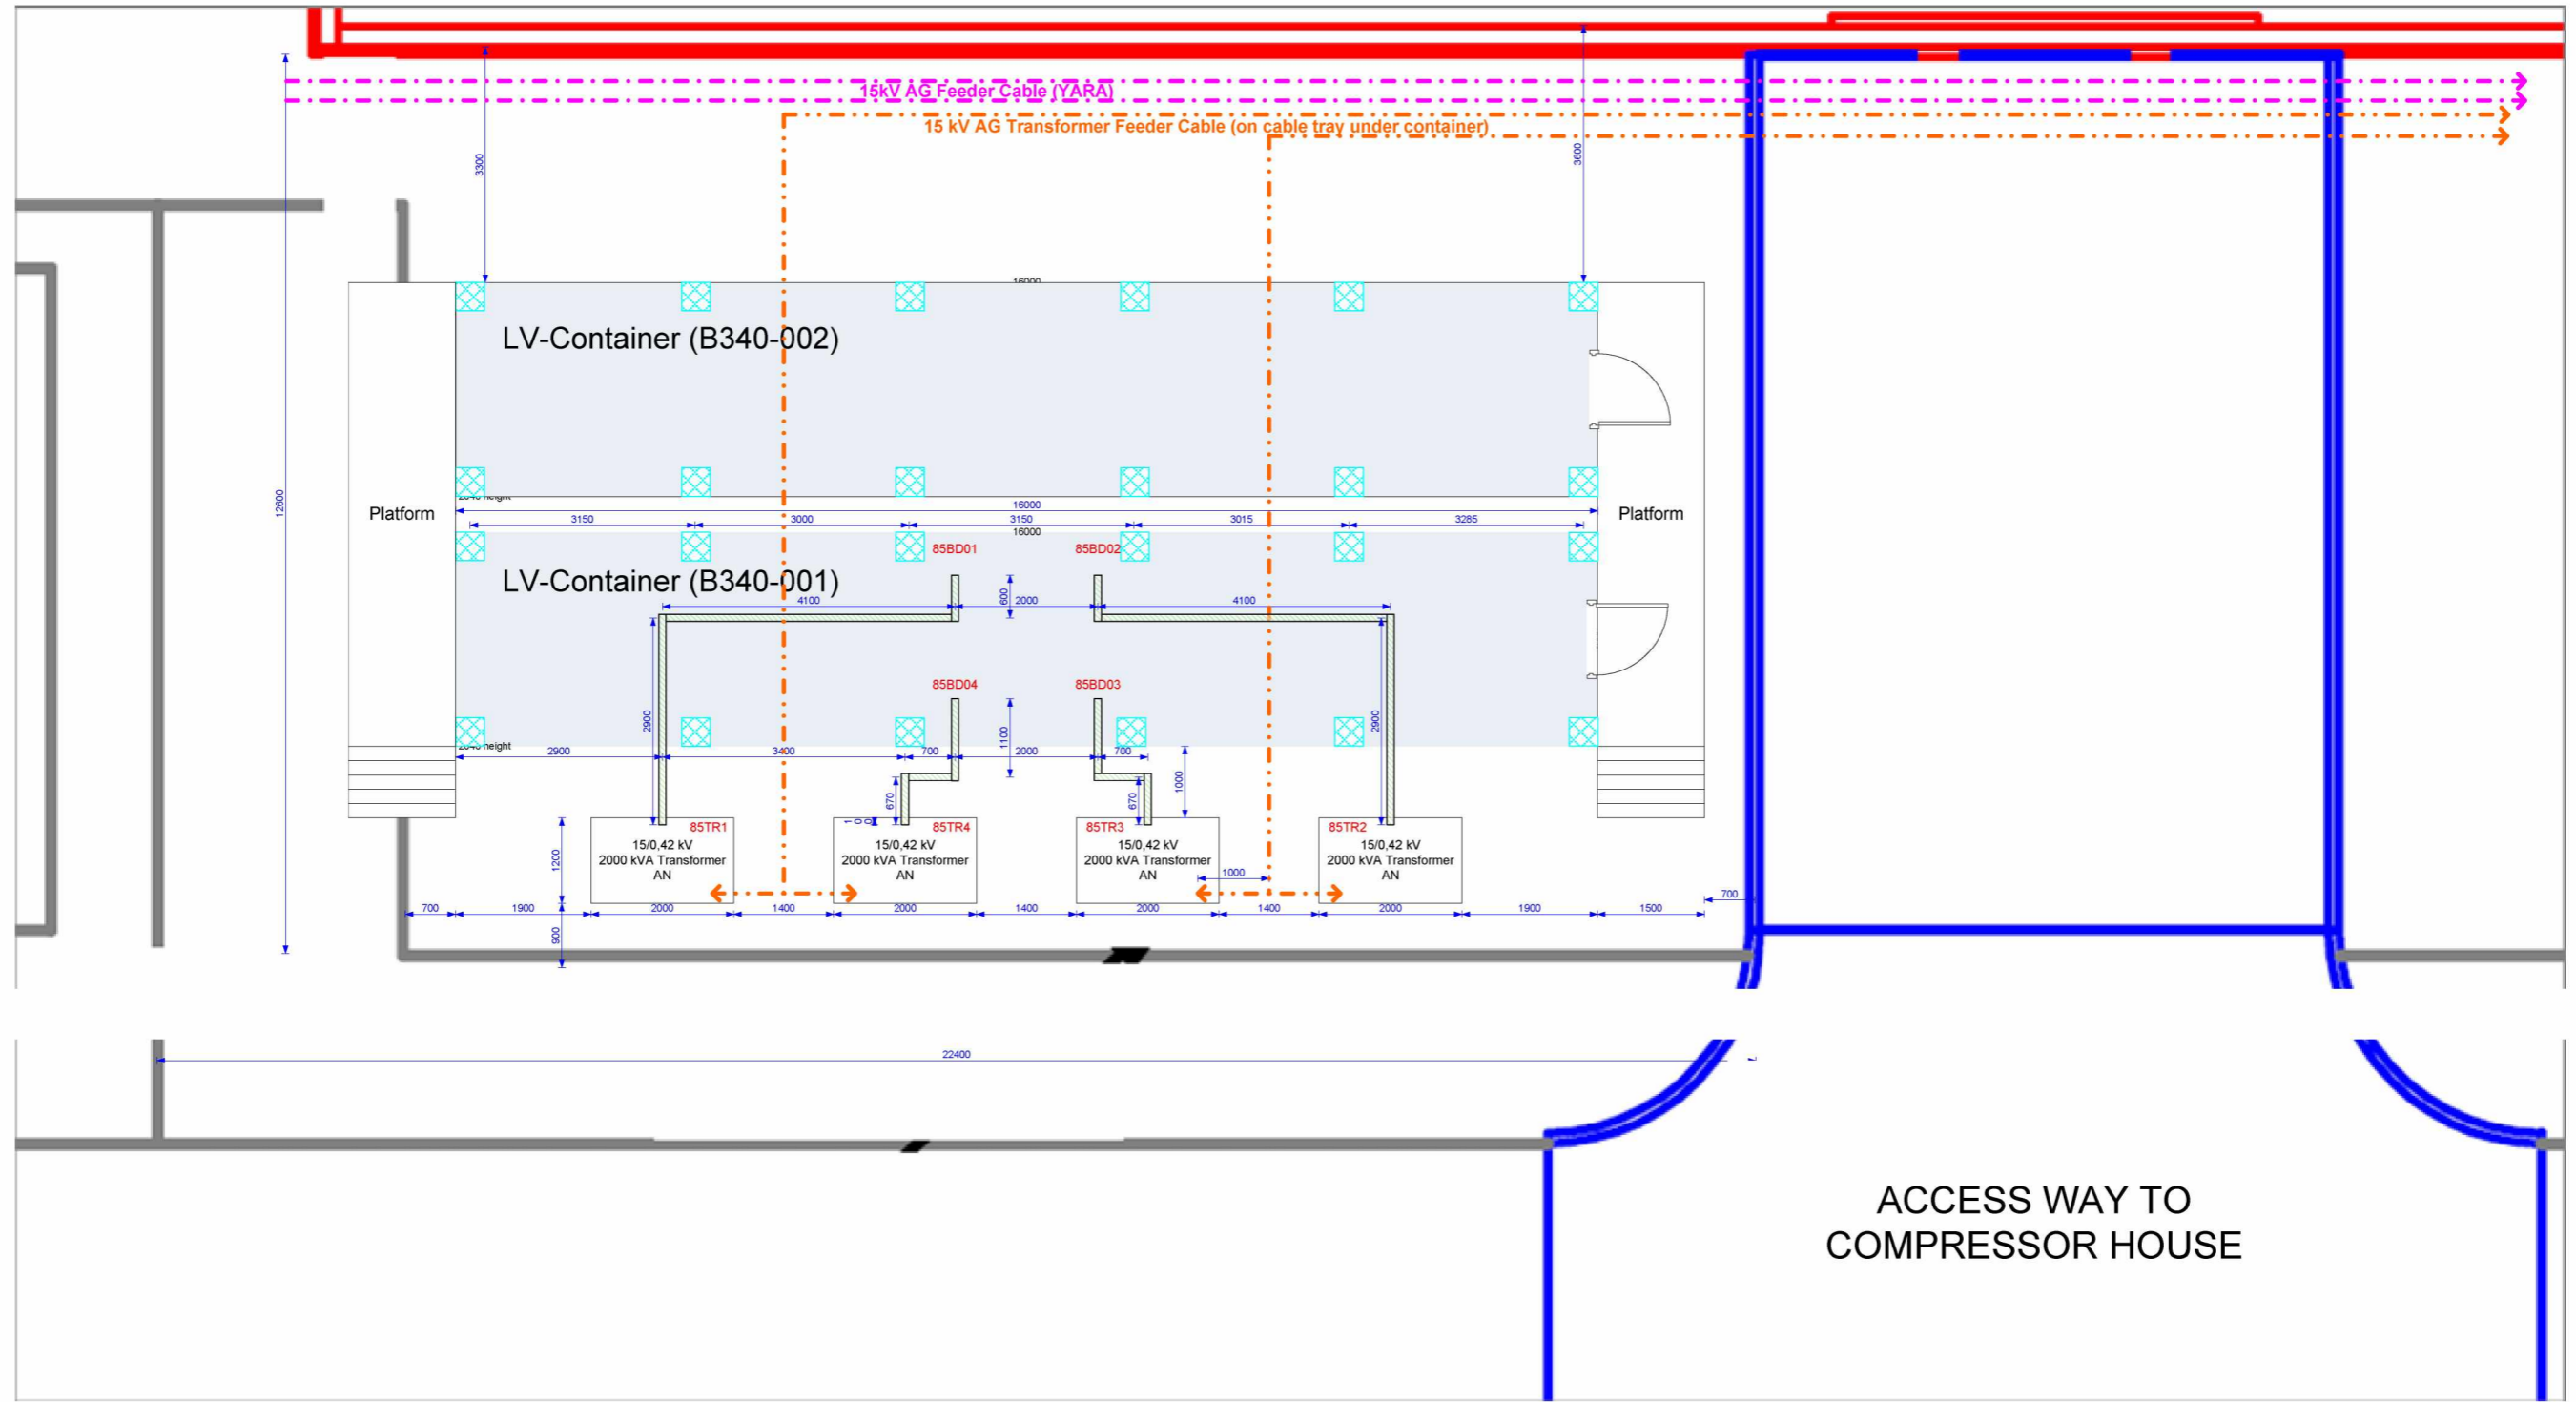 15kV AG Feeder Cable (YARA)
15 kV AG Transformer Feeder Cable (on cable tray under container)
3300
3600
16000
LV-Container (B340-002)
12600
Platform
Platform
height
16000
3150
3000
3150
3015
3285
16000
85BD01
85BD02
LV-Container (B340-001)
4100
600
2000
4100
85BD04
85BD03
2900
2900
1100
height
2900
3400
700
2000
700
1000
670
670
100
85TR1
15/0,42 kV
2000 kVA Transformer
AN
85TR4
15/0,42 kV
2000 kVA Transformer
AN
85TR3
15/0,42 kV
2000 kVA Transformer
AN
85TR2
15/0,42 kV
2000 kVA Transformer
AN
1200
1000
700
700
1900
2000
1400
2000
1400
2000
1400
2000
1900
1500
900
22400
ACCESS WAY TO
COMPRESSOR HOUSE